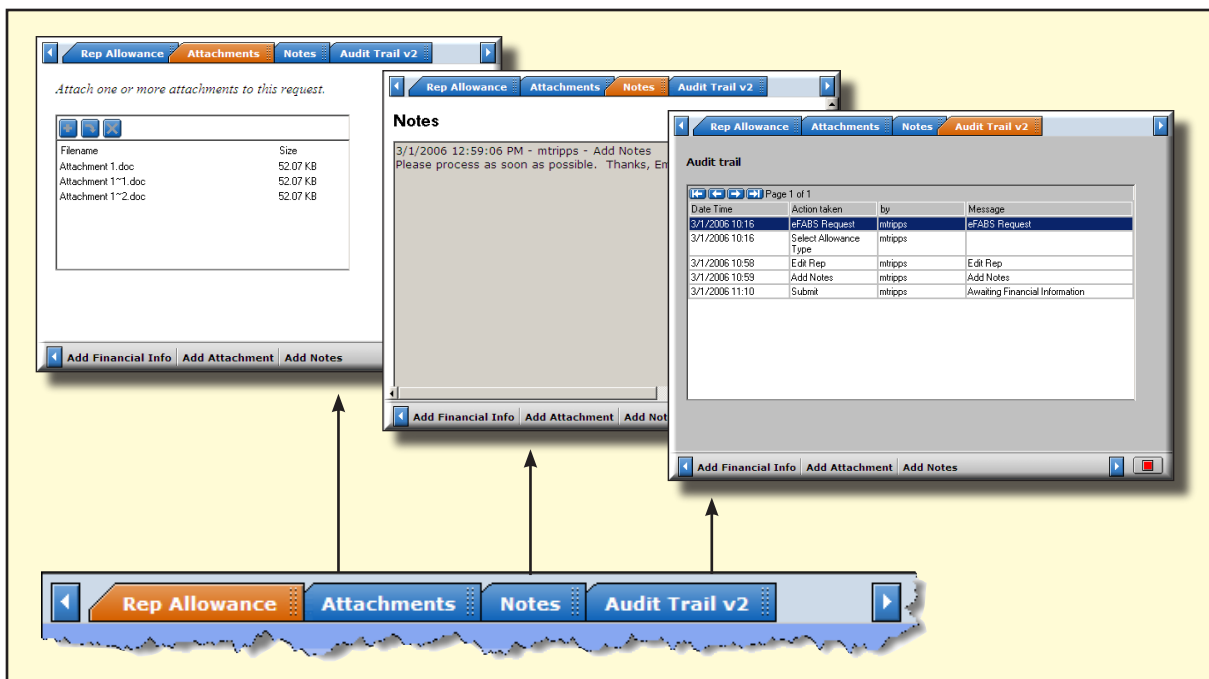 Rep Allowance Attachments Notes Audit Trail v2
Attach one or more attachments to this request.
Filename Size
Attachment 1.doc 52.07 KB
Attachment 1~1.doc 52.07 KB
Attachment 1~2.doc 52.07 KB
Add Financial Info Add Attachment Add Notes
Rep Allowance Attachments Notes Audit Trail v2
Notes
3/1/2006 12:59:06 PM - mtripps - Add Notes
Please process as soon as possible. Thanks, Em
Add Financial Info Add Attachment Add Not
Rep Allowance Attachments Notes Audit Trail v2
Audit trail
Page 1 of 1
Date Time Action taken by Message
3/1/2006 10:16 eFABS Request mtripps eFABS Request
3/1/2006 10:16 Select Allowance Type mtripps
3/1/2006 10:58 Edit Rep mtripps Edit Rep
3/1/2006 10:59 Add Notes mtripps Add Notes
3/1/2006 11:10 Submit mtripps Awaiting Financial Information
Add Financial Info Add Attachment Add Notes
Rep Allowance Attachments Notes Audit Trail v2